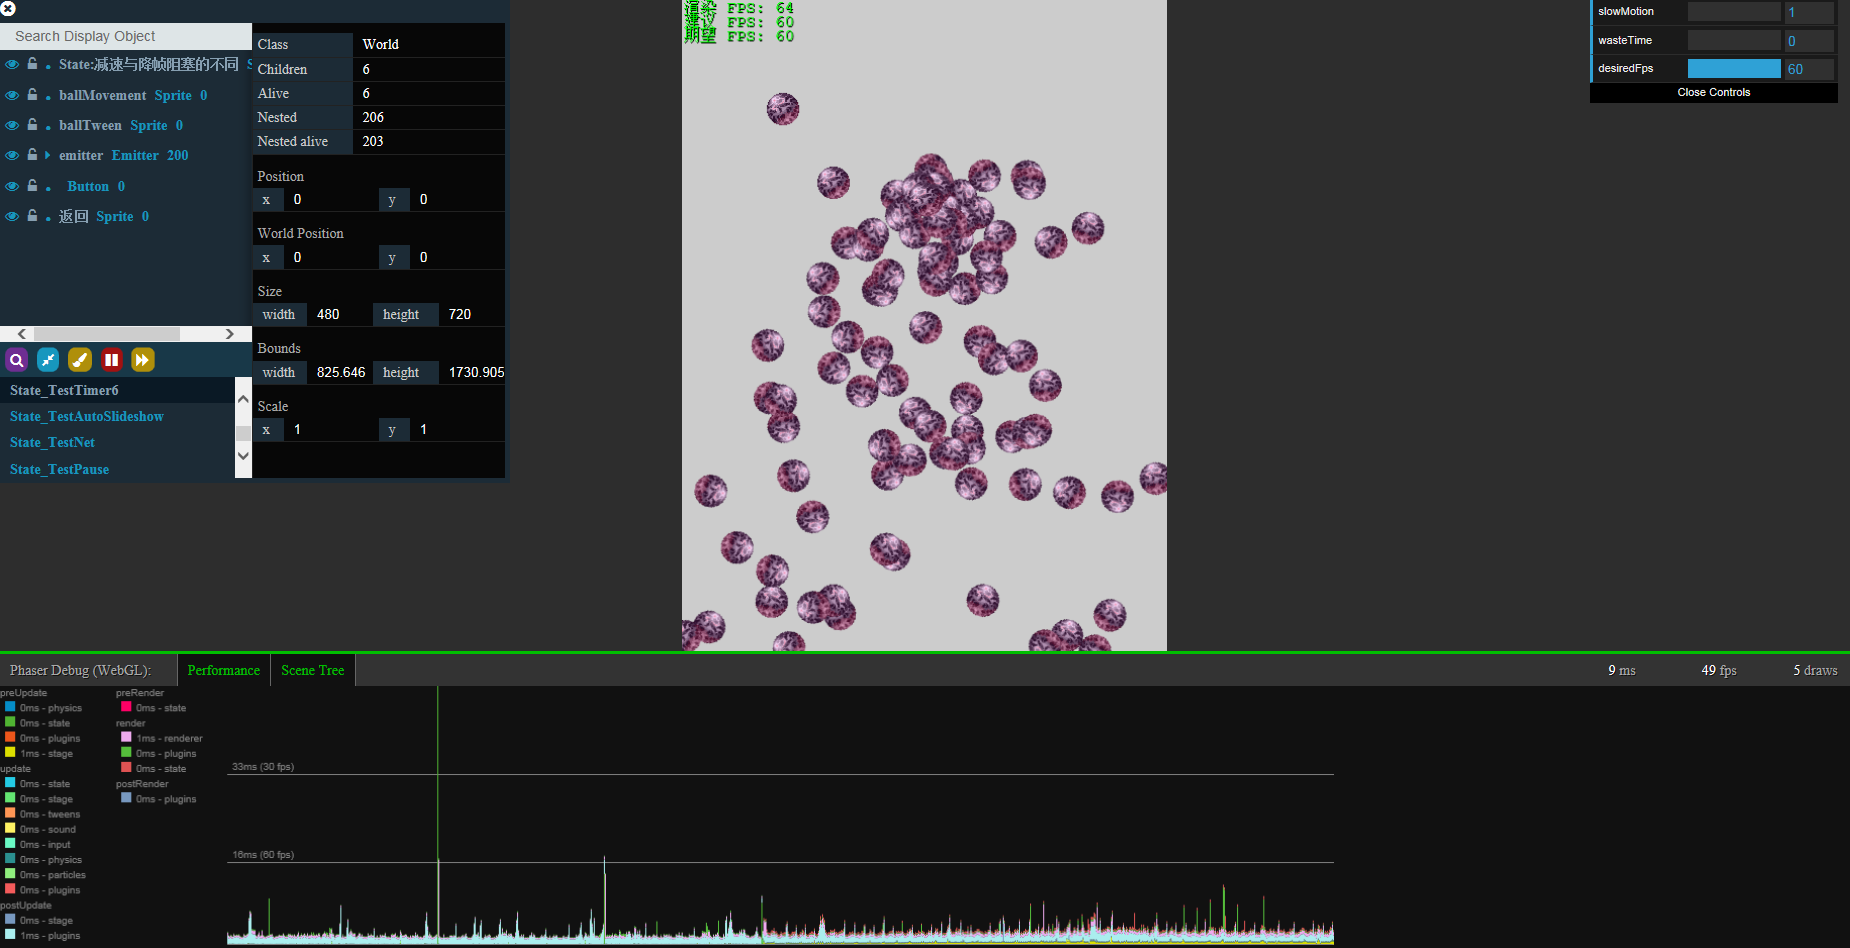 Search Display Object
State:减速与降帧阻塞的不同 S
ballMovement Sprite 0
ballTween Sprite 0
emitter Emitter 200
Button 0
返回 Sprite 0
State_TestTimer6
State_TestAutoSlideshow
State_TestNet
State_TestPause
Class World
Children 6
Alive 6
Nested 206
Nested alive 203
Position
x 0 y 0
World Position
x 0 y 0
Size
width 480 height 720
Bounds
width 825.646 height 1730.905
Scale
x 1 y 1
渲染 FPS: 64
建议 FPS: 60
期望 FPS: 60
slowMotion 1
wasteTime 0
desiredFps 60
Close Controls
Phaser Debug (WebGL): Performance Scene Tree 9 ms 49 fps 5 draws
preUpdate
0ms - physics
0ms - state
0ms - plugins
1ms - stage
update
0ms - state
0ms - stage
0ms - tweens
0ms - sound
0ms - input
0ms - physics
0ms - particles
0ms - plugins
postUpdate
0ms - stage
1ms - plugins
preRender
0ms - state
render
1ms - renderer
0ms - plugins
0ms - state
postRender
0ms - plugins
33ms (30 fps)
16ms (60 fps)